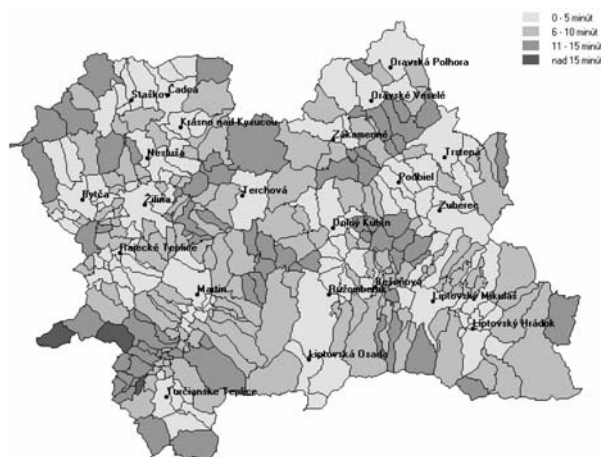 0 - 5 minút
6 - 10 minút
11 - 15 minút
nad 15 minút
Oravská Polhora
Čadca
Staškov
Oravské Veselé
Krásno nad Kysucou
Zákamenné
Nesluša
Trstená
Podbiel
Terchová
Bytča
Žilina
Zuberec
Dolný Kubín
Rajecké Teplice
Bešeňová
Martin
Ružomberok
Liptovský Mikuláš
Liptovský Hrádok
Liptovská Osada
Turčianske Teplice